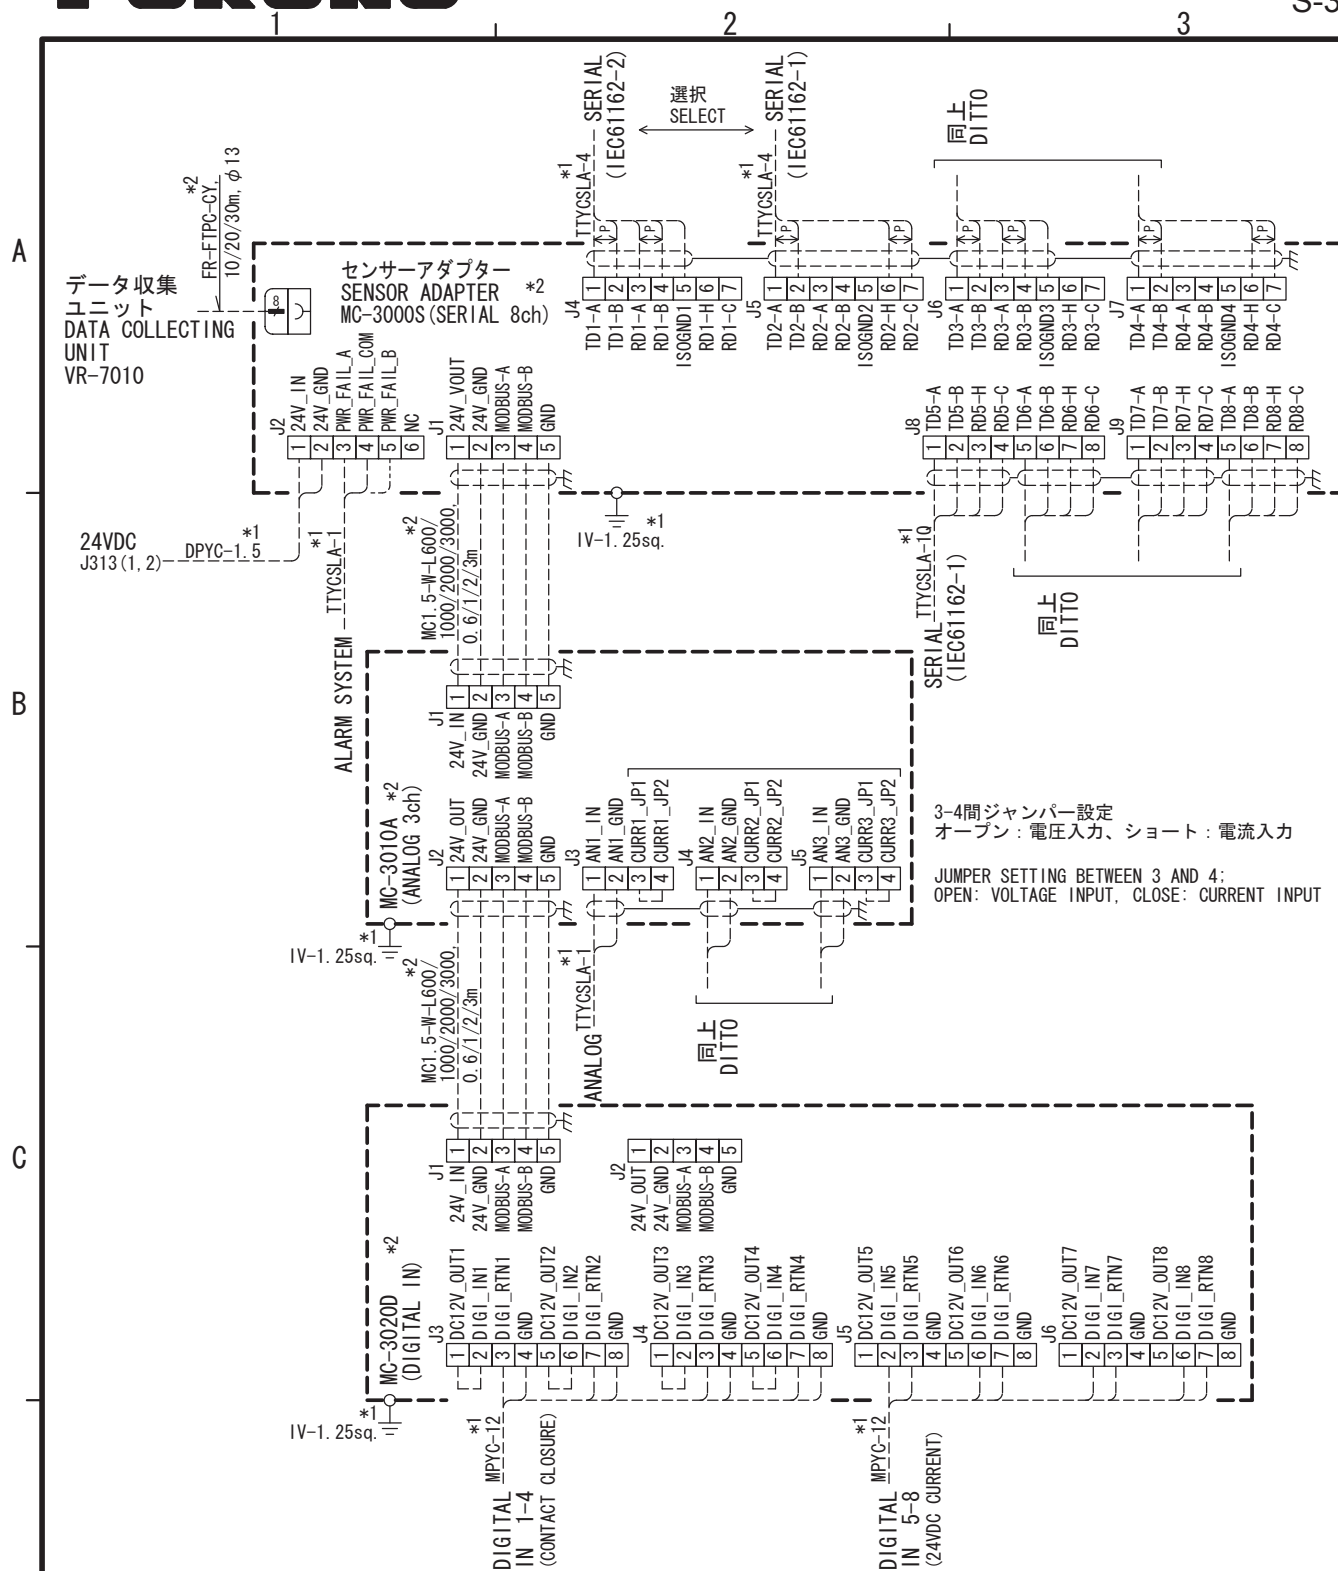 FURUNO
S-3
1
2
3
A
B
C
FR-FTPC-CY,
10/20/30m, φ13
*2
データ収集
ユニット
DATA COLLECTING
UNIT
VR-7010
8
センサーアダプター
SENSOR ADAPTER *2
MC-3000S(SERIAL 8ch)
SERIAL
(IEC61162-2)
選択
SELECT
SERIAL
(IEC61162-1)
同上
DITTO
*1
TTYCSLA-4
*1
TTYCSLA-4
P
P
P
P
P
P
P
P
J4
1 2 3 4 5 6 7
TD1-A
TD1-B
RD1-A
RD1-B
ISOGND1
RD1-H
RD1-C
J5
1 2 3 4 5 6 7
TD2-A
TD2-B
RD2-A
RD2-B
ISOGND2
RD2-H
RD2-C
J6
1 2 3 4 5 6 7
TD3-A
TD3-B
RD3-A
RD3-B
ISOGND3
RD3-H
RD3-C
J7
1 2 3 4 5 6 7
TD4-A
TD4-B
RD4-A
RD4-B
ISOGND4
RD4-H
RD4-C
J2
24V_IN
24V_GND
PWR_FAIL_A
PWR_FAIL_COM
PWR_FAIL_B
NC
1 2 3 4 5 6
J1
24V_VOUT
24V_GND
MODBUS-A
MODBUS-B
GND
1 2 3 4 5
J8
TD5-A
TD5-B
RD5-H
RD5-C
TD6-A
TD6-B
RD6-H
RD6-C
1 2 3 4 5 6 7 8
J9
TD7-A
TD7-B
RD7-H
RD7-C
TD8-A
TD8-B
RD8-H
RD8-C
1 2 3 4 5 6 7 8
24VDC
J313(1,2)
*1
DPYC-1.5
*1
TTYCSLA-1
ALARM SYSTEM
*2
MC1.5-W-L600/
1000/2000/3000,
0.6/1/2/3m
*1
IV-1.25sq.
*1
TTYCSLA-1Q
SERIAL
(IEC61162-1)
同上
DITTO
J1
1 2 3 4 5
24V_IN
24V_GND
MODBUS-A
MODBUS-B
GND
MC-3010A *2
(ANALOG 3ch)
J2
24V_OUT
24V_GND
MODBUS-A
MODBUS-B
GND
1 2 3 4 5
J3
AN1_IN
AN1_GND
CURR1_JP1
CURR1_JP2
1 2 3 4
J4
AN2_IN
AN2_GND
CURR2_JP1
CURR2_JP2
1 2 3 4
J5
AN3_IN
AN3_GND
CURR3_JP1
CURR3_JP2
1 2 3 4
3-4間ジャンパー設定
オープン：電圧入力、ショート：電流入力
JUMPER SETTING BETWEEN 3 AND 4;
OPEN: VOLTAGE INPUT, CLOSE: CURRENT INPUT
*1
IV-1.25sq.
*2
MC1.5-W-L600/
1000/2000/3000,
0.6/1/2/3m
*1
TTYCSLA-1
ANALOG
同上
DITTO
J1
1 2 3 4 5
24V_IN
24V_GND
MODBUS-A
MODBUS-B
GND
J2
1 2 3 4 5
24V_OUT
24V_GND
MODBUS-A
MODBUS-B
GND
MC-3020D *2
(DIGITAL IN)
J3
DC12V_OUT1
DIGI_IN1
DIGI_RTN1
GND
DC12V_OUT2
DIGI_IN2
DIGI_RTN2
GND
1 2 3 4 5 6 7 8
J4
DC12V_OUT3
DIGI_IN3
DIGI_RTN3
GND
DC12V_OUT4
DIGI_IN4
DIGI_RTN4
GND
1 2 3 4 5 6 7 8
J5
DC12V_OUT5
DIGI_IN5
DIGI_RTN5
GND
DC12V_OUT6
DIGI_IN6
DIGI_RTN6
GND
1 2 3 4 5 6 7 8
J6
DC12V_OUT7
DIGI_IN7
DIGI_RTN7
GND
DC12V_OUT8
DIGI_IN8
DIGI_RTN8
GND
1 2 3 4 5 6 7 8
*1
IV-1.25sq.
*1
MPYC-12
DIGITAL
IN 1-4
(CONTACT CLOSURE)
*1
MPYC-12
DIGITAL
IN 5-8
(24VDC CURRENT)